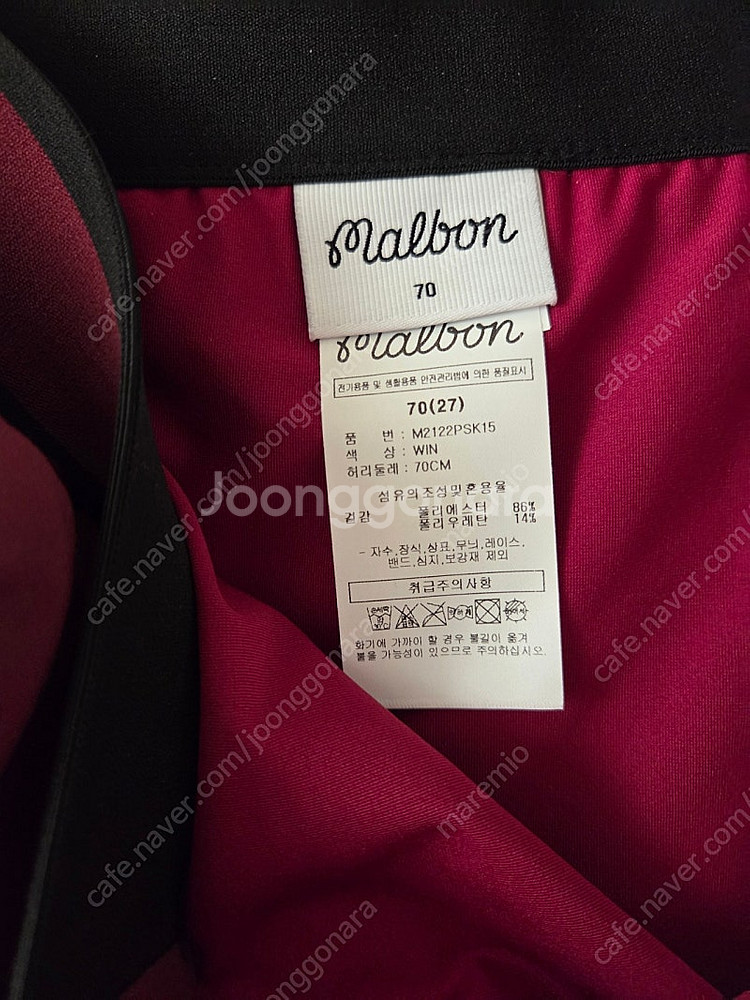 Malbon
70
Malbon
전기용품 및 생활용품 안전관리법에 의한 품질표시
70(27)
품 번 : M2122PSK15
색 상 : WIN
허리둘레 : 70CM
섬유의 조성및혼용율
겉감 폴리에스터 86%
폴리우레탄 14%
- 자수,장식,상표,무늬,레이스,
밴드,심지,보강재 제외
취급주의사항
화기에 가까이 할 경우 불길이 옮겨
붙을 가능성이 있으므로 주의하십시오.
Joonggonara
cafe.naver.com/joonggonara
maremio